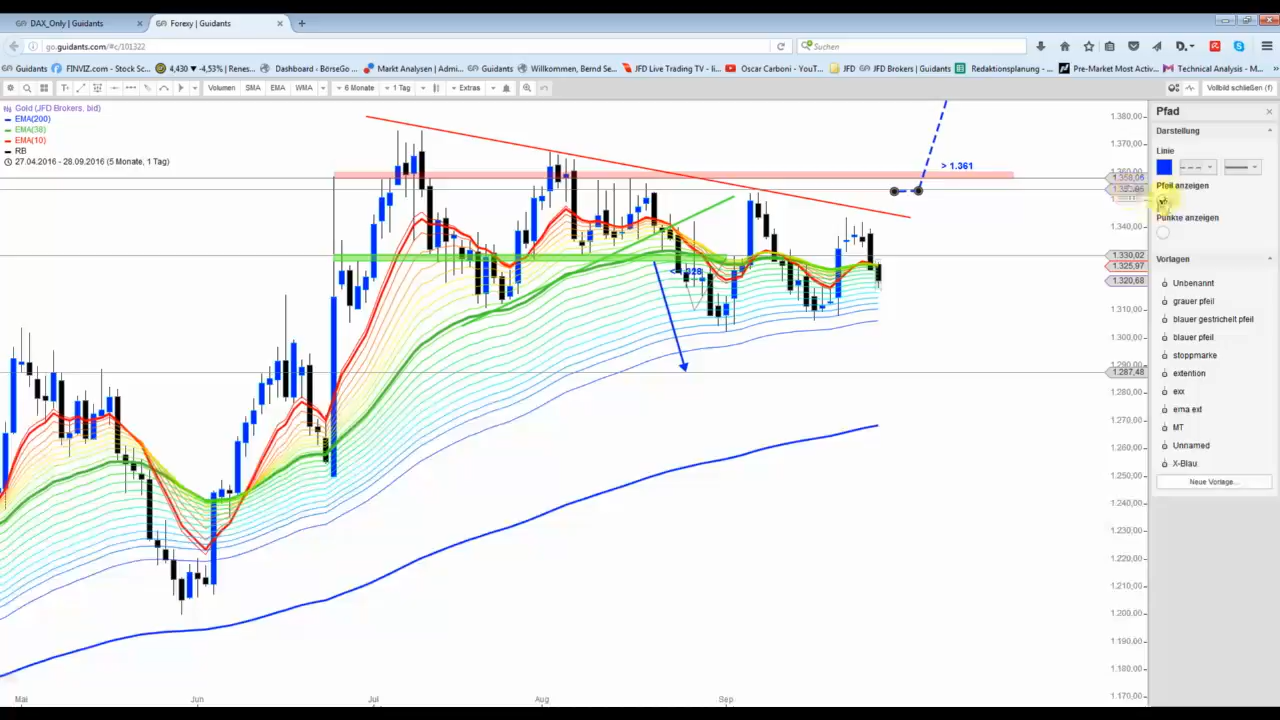 DAX_Only | Guidants
Forexy | Guidants
go.guidants.com/#c/101322
Suchen
Guidants FINVIZ.com - Stock Sc... 4,430 ▼ -4,53% | Renes... Dashboard - BörseGo ... Markt Analysen | Admi... Guidants Willkommen, Bernd Se... JFD Live Trading TV - li... Oscar Carboni - YouT... JFD JFD Brokers | Guidants Redaktionsplanung - ... Pre-Market Most Activ... Technical Analysis - M...
Volumen SMA EMA WMA 6 Monate 1 Tag Extras Vollbild schließen (f)
Gold (JFD Brokers, bid)
EMA(200)
EMA(38)
EMA(10)
RB
27.04.2016 - 28.09.2016 (5 Monate, 1 Tag)
> 1.361
1.380,00
1.370,00
1.340,00
1.330,02
1.325,97
1.320,68
1.310,00
1.300,00
1.287,48
1.280,00
1.270,00
1.260,00
1.250,00
1.240,00
1.230,00
1.220,00
1.210,00
1.200,00
1.190,00
1.180,00
1.170,00
Mai Jun Jul Aug Sep
Pfad
Darstellung
Linie
Pfeil anzeigen
Punkte anzeigen
Vorlagen
Unbenannt
grauer pfeil
blauer gestrichelt pfeil
blauer pfeil
stoppmarke
extention
exx
ema ext
MT
Unnamed
X-Blau
Neue Vorlage...